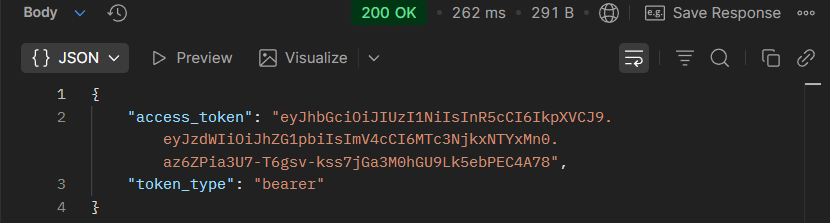 Body 200 OK • 262 ms • 291 B • e.g. Save Response
{} JSON Preview Visualize
1 {
2 "access_token": "eyJhbGciOiJIUzI1NiIsInR5cCI6IkpXVCJ9.
eyJzdWIiOiJhZG1pbiIsImV4cCI6MTc3NjkxNTYxMn0.
az6ZPia3U7-T6gsv-kss7jGa3M0hGU9Lk5ebPEC4A78",
3 "token_type": "bearer"
4 }